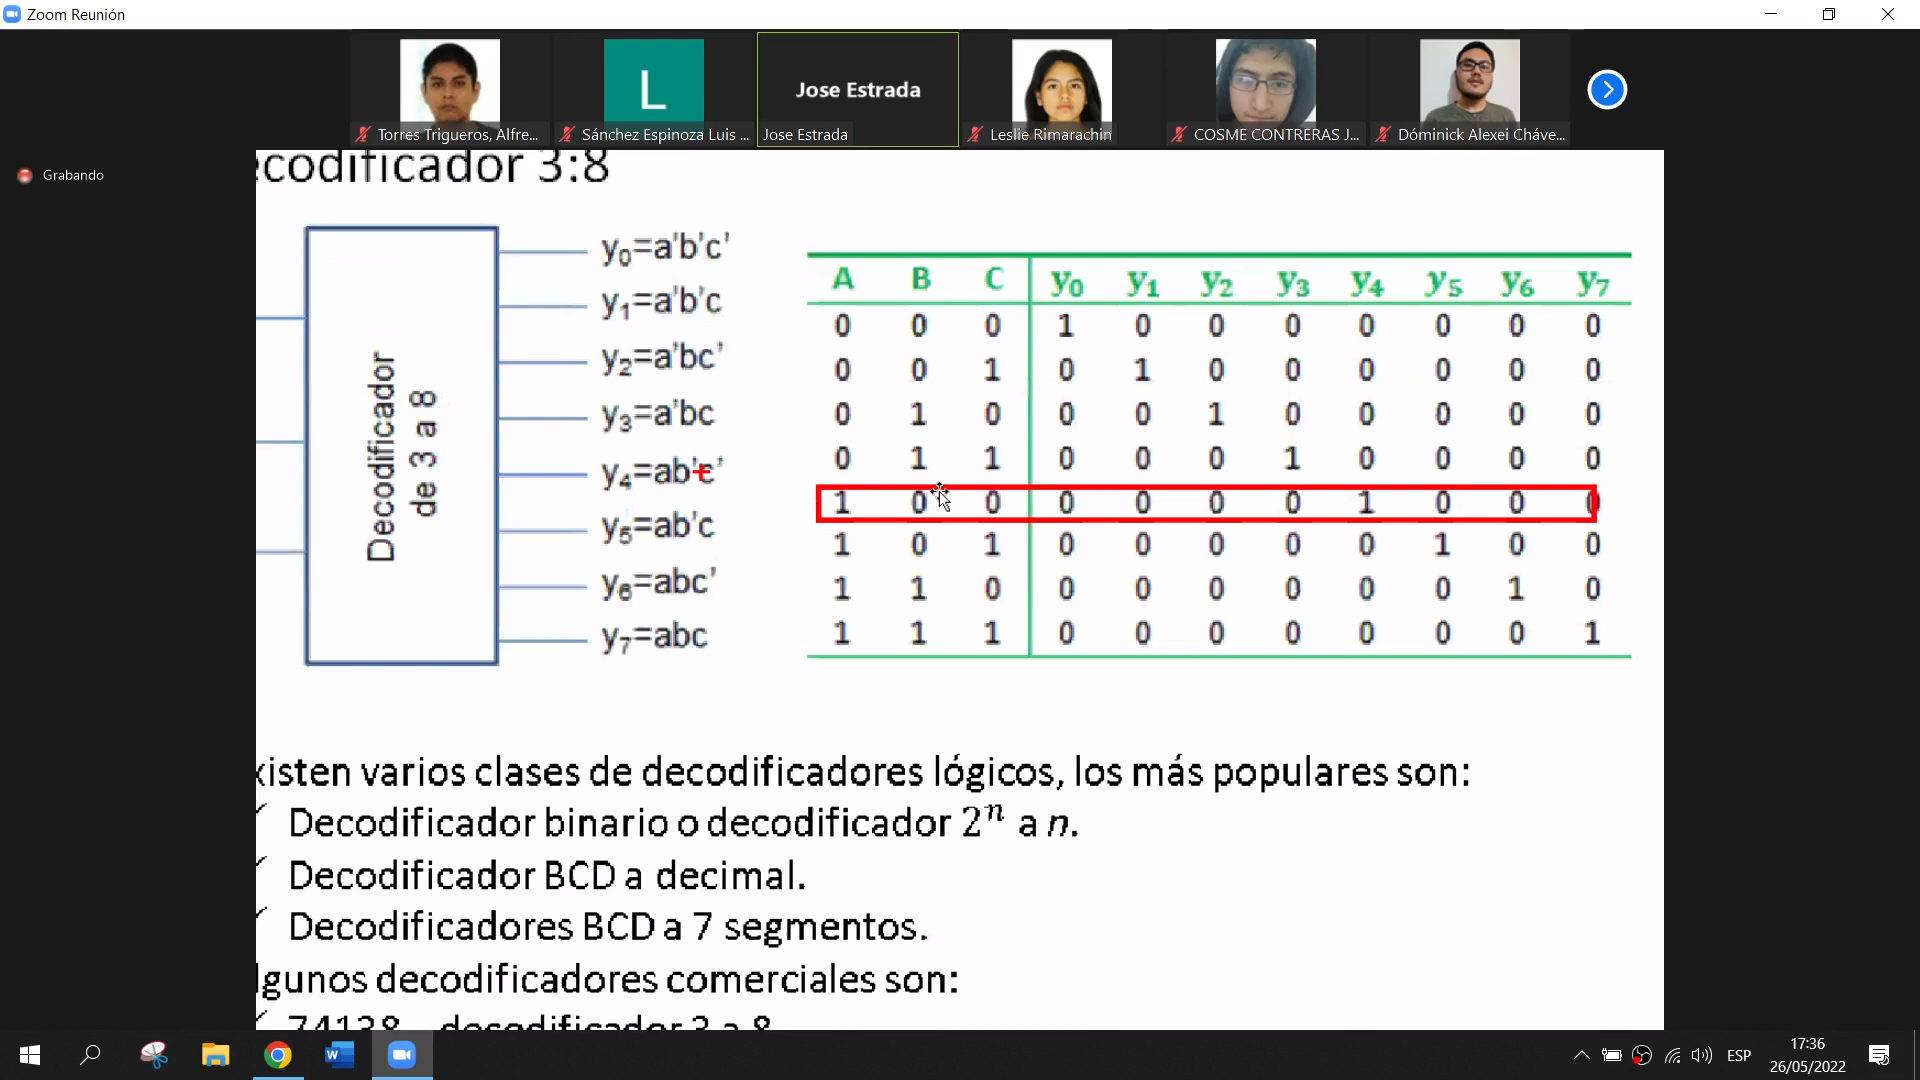 Zoom Reunión
L
Jose Estrada
Torres Trigueros, Alfre...
Sánchez Espinoza Luis ...
Jose Estrada
Leslie Rimarachin
COSME CONTRERAS J...
Dóminick Alexei Cháve...
Grabando
ecodificador 3:8
Decodificador
de 3 a 8
y0=a'b'c'
y1=a'b'c
y2=a'bc'
y3=a'bc
y4=ab'c'
y5=ab'c
y6=abc'
y7=abc
A B C y0 y1 y2 y3 y4 y5 y6 y7
0 0 0 1 0 0 0 0 0 0 0
0 0 1 0 1 0 0 0 0 0 0
0 1 0 0 0 1 0 0 0 0 0
0 1 1 0 0 0 1 0 0 0 0
1 0 0 0 0 0 0 1 0 0 0
1 0 1 0 0 0 0 0 1 0 0
1 1 0 0 0 0 0 0 0 1 0
1 1 1 0 0 0 0 0 0 0 1
xisten varios clases de decodificadores lógicos, los más populares son:
✓ Decodificador binario o decodificador 2ⁿ a n.
✓ Decodificador BCD a decimal.
✓ Decodificadores BCD a 7 segmentos.
lgunos decodificadores comerciales son:
✓ 74138 decodificador 3 a 8
ESP
17:36
26/05/2022